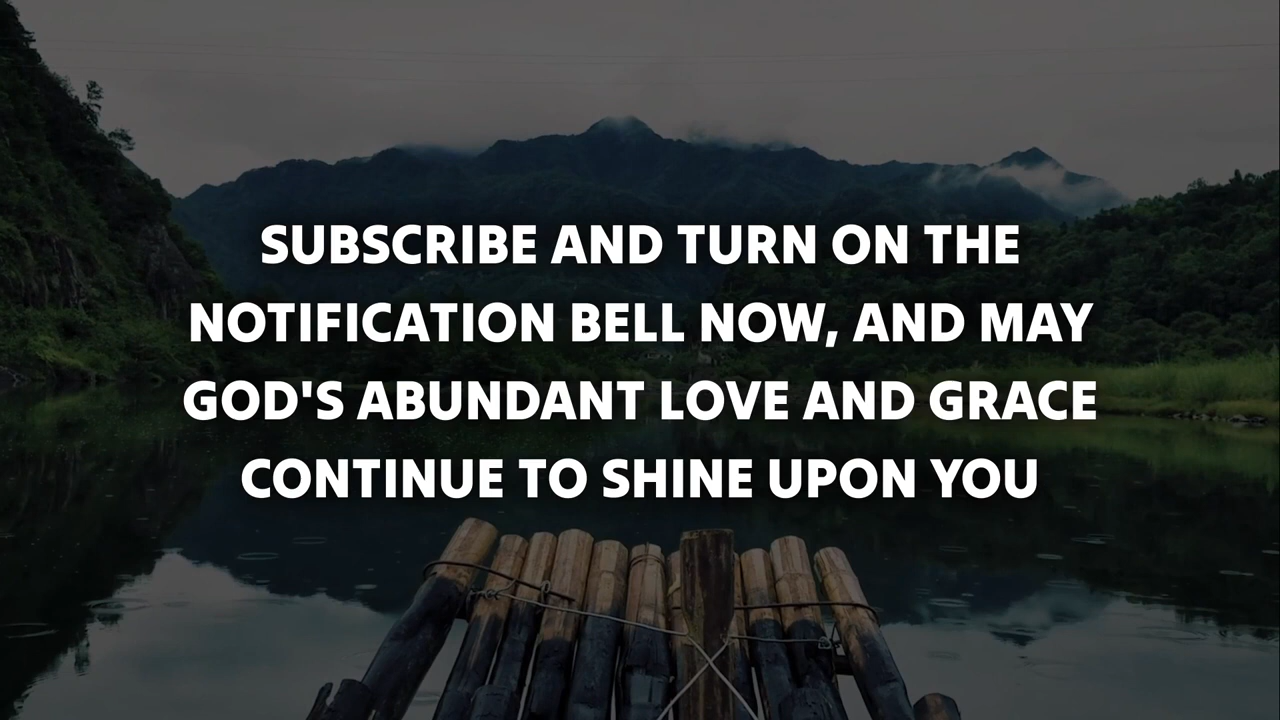 SUBSCRIBE AND TURN ON THE
NOTIFICATION BELL NOW, AND MAY
GOD'S ABUNDANT LOVE AND GRACE
CONTINUE TO SHINE UPON YOU